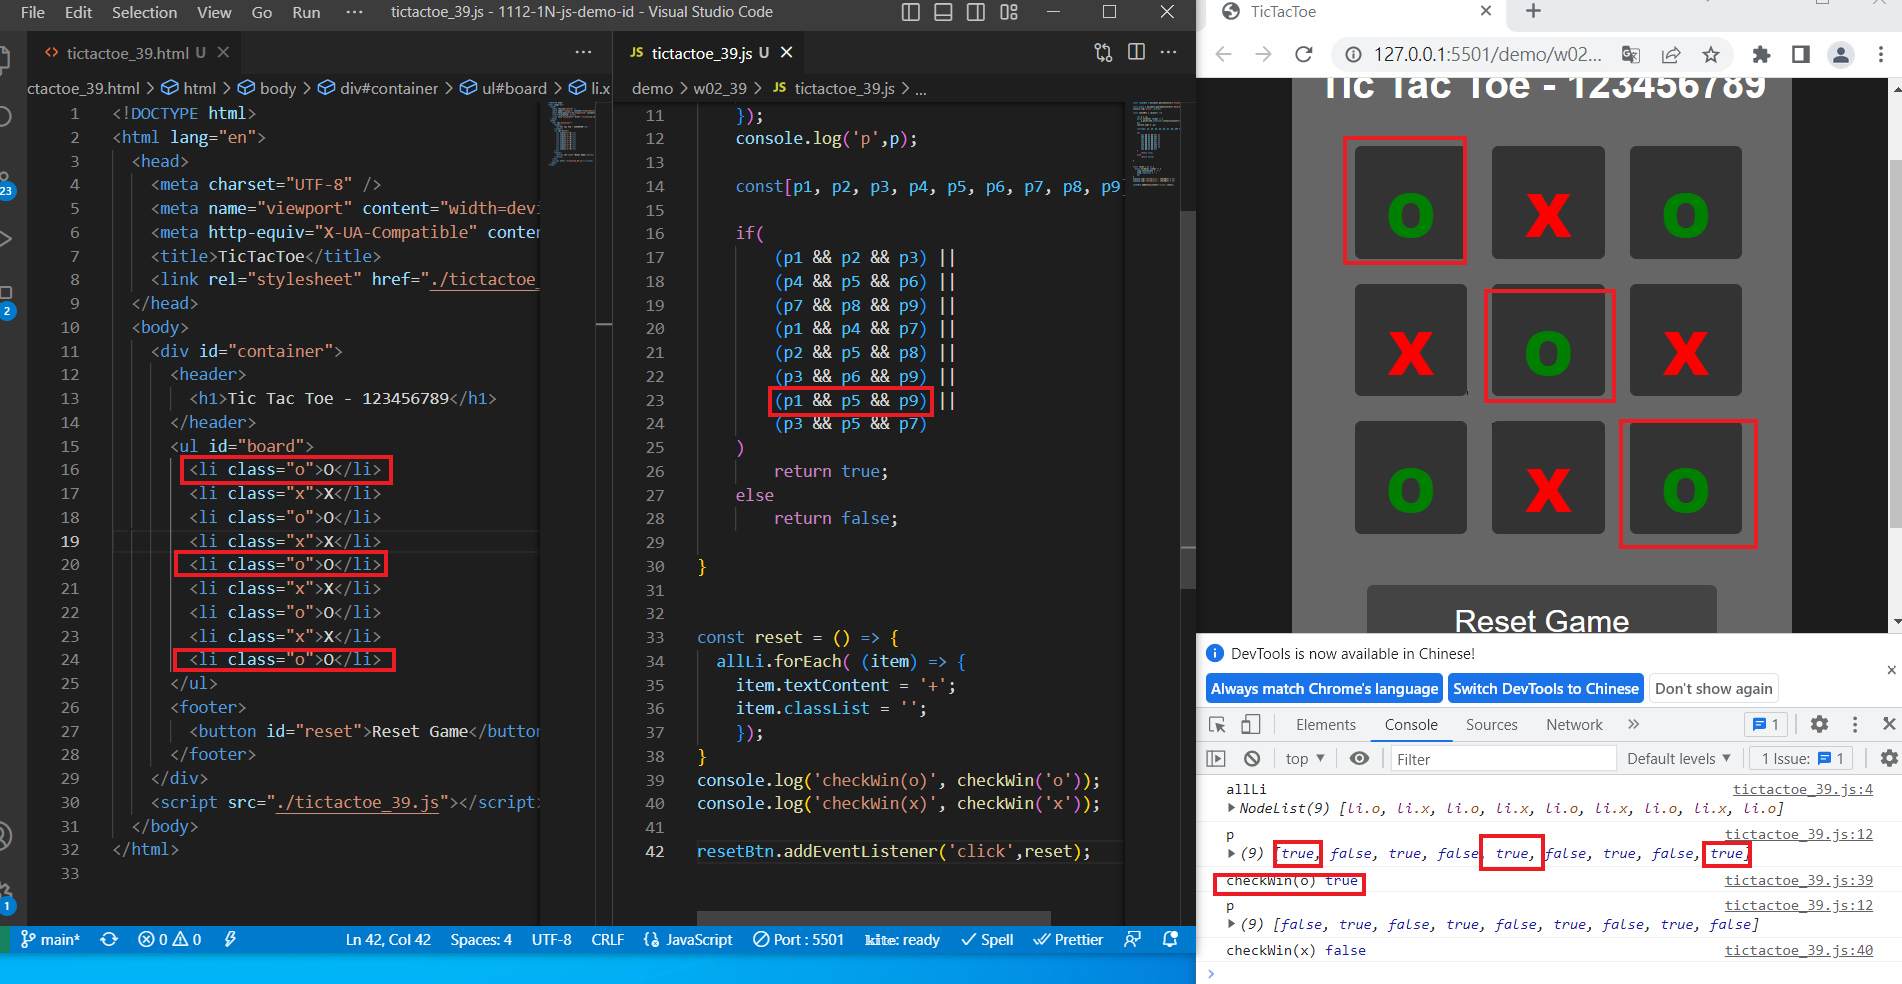 File Edit Selection View Go Run ··· tictactoe_39.js - 1112-1N-js-demo-id - Visual Studio Code
<> tictactoe_39.html U
ctactoe_39.html > html > body > div#container > ul#board > li.x
1 <!DOCTYPE html>
2 <html lang="en">
3 <head>
4 <meta charset="UTF-8" />
5 <meta name="viewport" content="width=devi
6 <meta http-equiv="X-UA-Compatible" conten
7 <title>TicTacToe</title>
8 <link rel="stylesheet" href="./tictactoe_
9 </head>
10 <body>
11 <div id="container">
12 <header>
13 <h1>Tic Tac Toe - 123456789</h1>
14 </header>
15 <ul id="board">
16 <li class="o">O</li>
17 <li class="x">X</li>
18 <li class="o">O</li>
19 <li class="x">X</li>
20 <li class="o">O</li>
21 <li class="x">X</li>
22 <li class="o">O</li>
23 <li class="x">X</li>
24 <li class="o">O</li>
25 </ul>
26 <footer>
27 <button id="reset">Reset Game</button
28 </footer>
29 </div>
30 <script src="./tictactoe_39.js"></script>
31 </body>
32 </html>
33
JS tictactoe_39.js U
demo > w02_39 > JS tictactoe_39.js > ...
11 });
12 console.log('p',p);
13
14 const[p1, p2, p3, p4, p5, p6, p7, p8, p9
15
16 if(
17 (p1 && p2 && p3) ||
18 (p4 && p5 && p6) ||
19 (p7 && p8 && p9) ||
20 (p1 && p4 && p7) ||
21 (p2 && p5 && p8) ||
22 (p3 && p6 && p9) ||
23 (p1 && p5 && p9) ||
24 (p3 && p5 && p7)
25 )
26 return true;
27 else
28 return false;
29
30 }
31
32
33 const reset = () => {
34 allLi.forEach( (item) => {
35 item.textContent = '+';
36 item.classList = '';
37 });
38 }
39 console.log('checkWin(o)', checkWin('o'));
40 console.log('checkWin(x)', checkWin('x'));
41
42 resetBtn.addEventListener('click',reset);
23
2
1
main* 0 0 Ln 42, Col 42 Spaces: 4 UTF-8 CRLF {} JavaScript Port : 5501 kite: ready Spell Prettier
TicTacToe
127.0.0.1:5501/demo/w02...
Tic Tac Toe - 123456789
O X O
X O X
O X O
Reset Game
DevTools is now available in Chinese!
Always match Chrome's language Switch DevTools to Chinese Don't show again
Elements Console Sources Network » 1
top Filter Default levels 1 Issue: 1
allLi tictactoe_39.js:4
NodeList(9) [li.o, li.x, li.o, li.x, li.o, li.x, li.o, li.x, li.o]
p tictactoe_39.js:12
(9) [true, false, true, false, true, false, true, false, true]
checkWin(o) true tictactoe_39.js:39
p tictactoe_39.js:12
(9) [false, true, false, true, false, true, false, true, false]
checkWin(x) false tictactoe_39.js:40
>